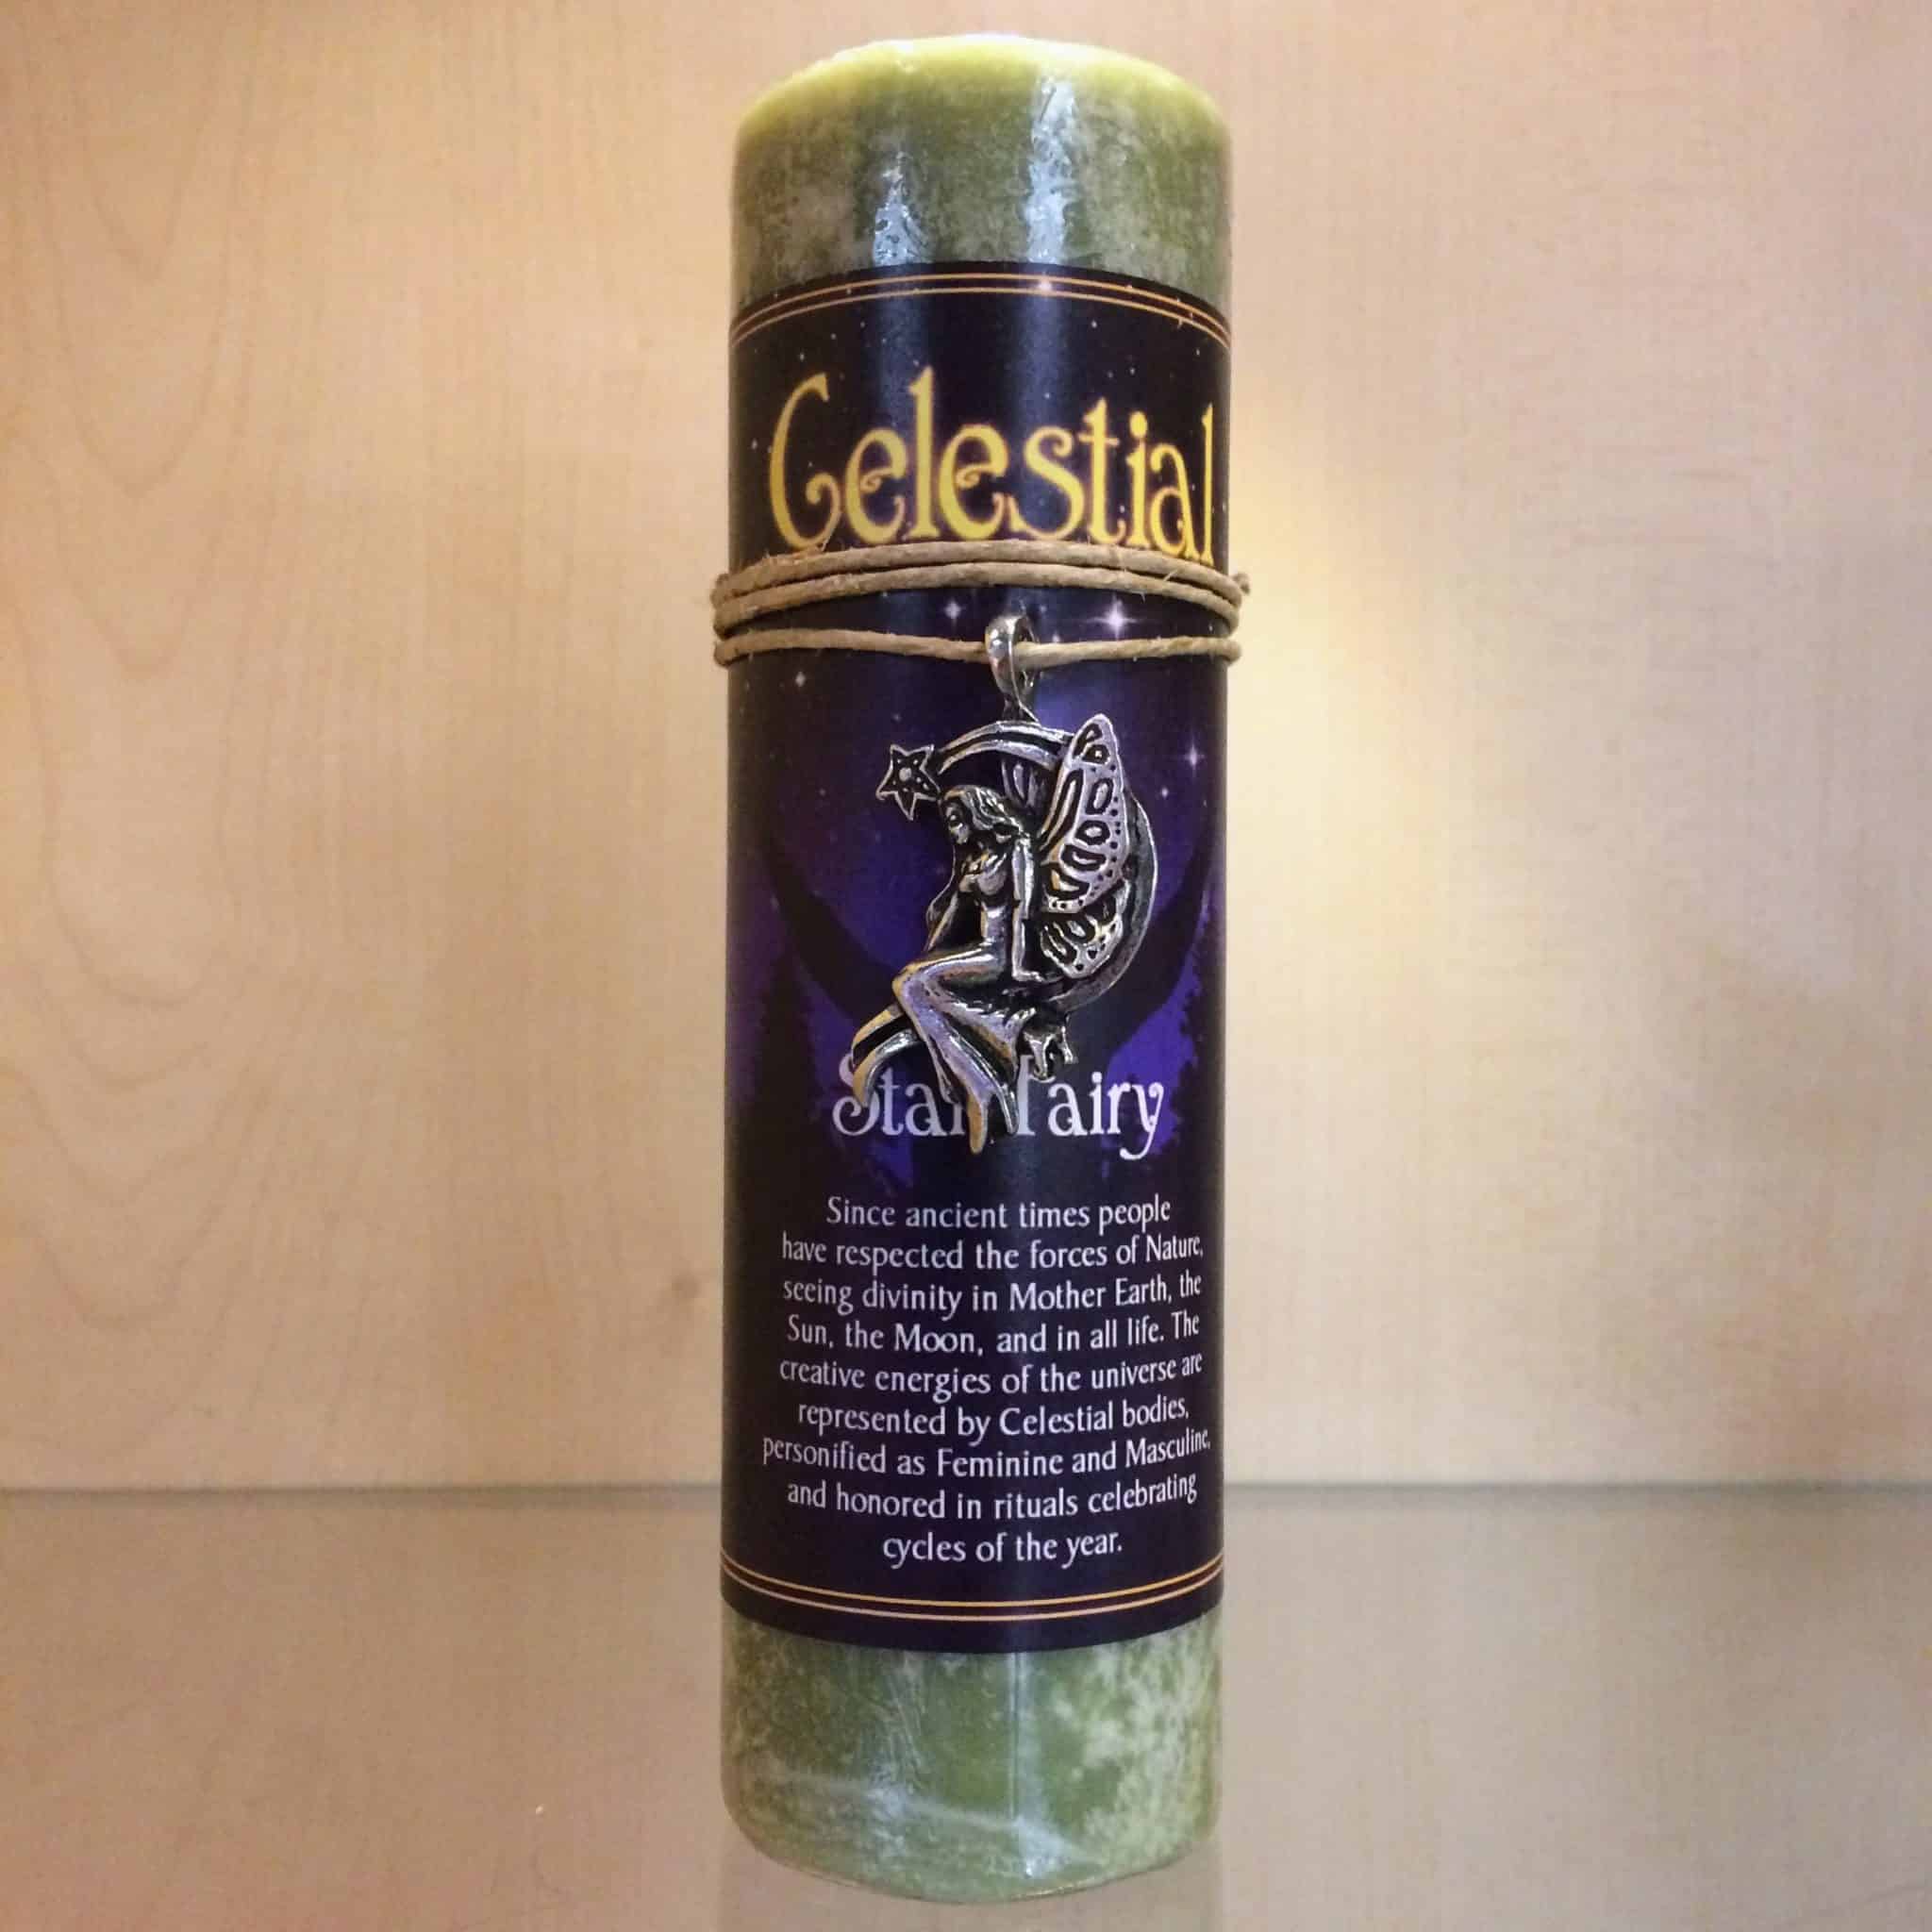 Celestial
Star Fairy
Since ancient times people
have respected the forces of Nature,
seeing divinity in Mother Earth, the
Sun, the Moon, and in all life. The
creative energies of the universe are
represented by Celestial bodies,
personified as Feminine and Masculine,
and honored in rituals celebrating
cycles of the year.